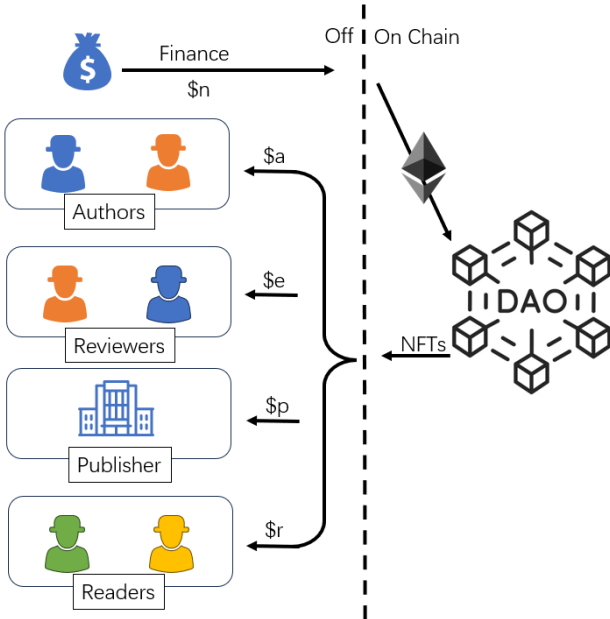 Off On Chain
Finance
$n
$
$a
Authors
$e
Reviewers
DAO
NFTs
$p
Publisher
$r
Readers